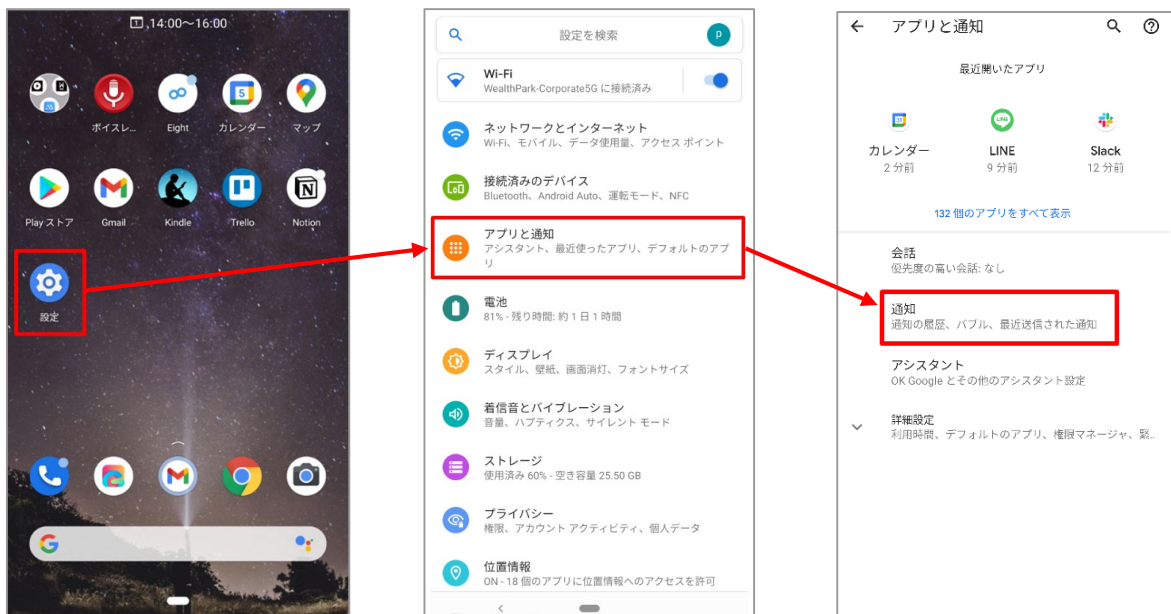 14:00~16:00
ボイスレ...
Eight
カレンダー
マップ
Play ストア
Gmail
Kindle
Trello
Notion
設定
設定を検索
P
Wi-Fi
WealthPark-Corporate5G に接続済み
ネットワークとインターネット
Wi-Fi、モバイル、データ使用量、アクセス ポイント
接続済みのデバイス
Bluetooth、Android Auto、運転モード、NFC
アプリと通知
アシスタント、最近使ったアプリ、デフォルトのアプ
リ
電池
81% - 残り時間: 約 1 日 1 時間
ディスプレイ
スタイル、壁紙、画面消灯、フォントサイズ
着信音とバイブレーション
音量、ハプティクス、サイレント モード
ストレージ
使用済み 60% - 空き容量 25.50 GB
プライバシー
権限、アカウント アクティビティ、個人データ
位置情報
ON - 18 個のアプリに位置情報へのアクセスを許可
アプリと通知
最近開いたアプリ
カレンダー
2 分前
LINE
9 分前
Slack
12 分前
132 個のアプリをすべて表示
会話
優先度の高い会話: なし
通知
通知の履歴、バブル、最近送信された通知
アシスタント
OK Google とその他のアシスタント設定
詳細設定
利用時間、デフォルトのアプリ、権限マネージャ、緊..